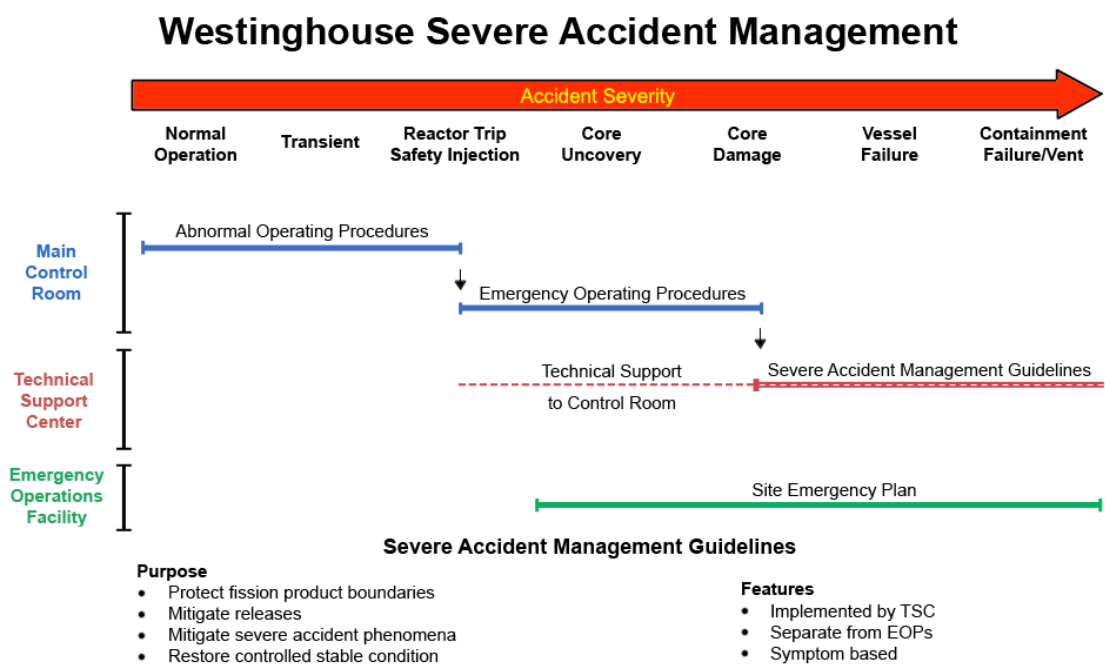 Westinghouse Severe Accident Management
Accident Severity
Normal
Operation
Transient
Reactor Trip
Safety Injection
Core
Uncovery
Core
Damage
Vessel
Failure
Containment
Failure/Vent
Main
Control
Room
Abnormal Operating Procedures
Emergency Operating Procedures
Technical
Support
Center
Technical Support
to Control Room
Severe Accident Management Guidelines
Emergency
Operations
Facility
Site Emergency Plan
Severe Accident Management Guidelines
Purpose
• Protect fission product boundaries
• Mitigate releases
• Mitigate severe accident phenomena
• Restore controlled stable condition
Features
• Implemented by TSC
• Separate from EOPs
• Symptom based